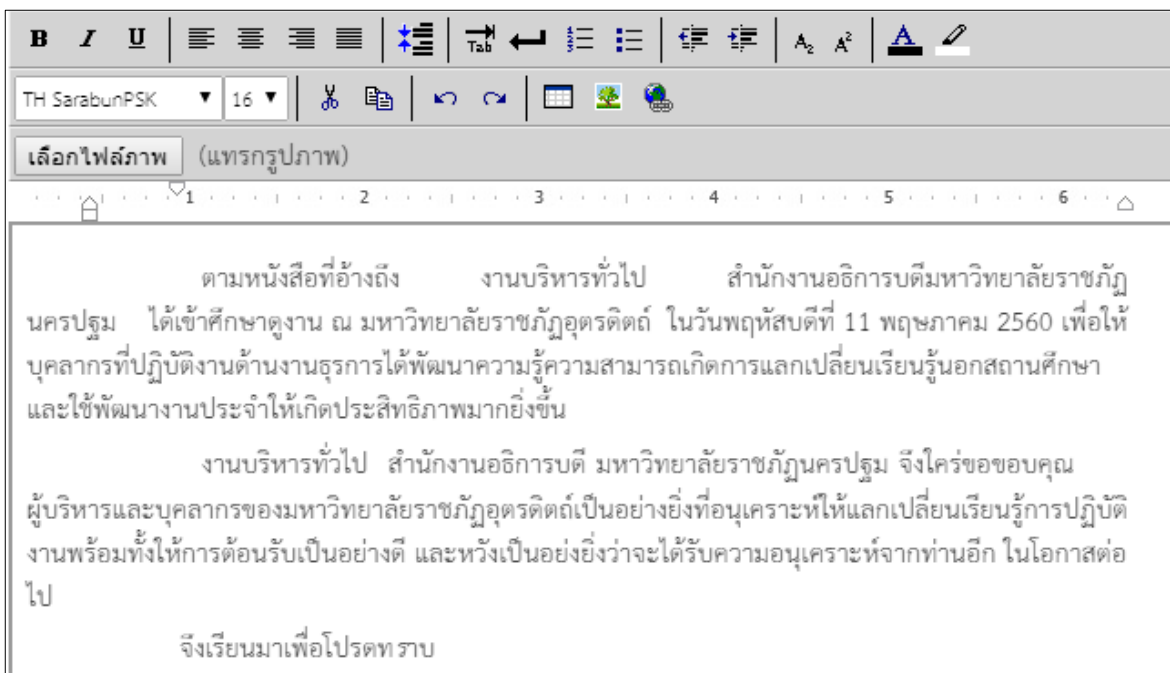 B I U Tab A₂ A² A
TH SarabunPSK ▼ 16 ▼
เลือกไฟล์ภาพ (แทรกรูปภาพ)
1 2 3 4 5 6
ตามหนังสือที่อ้างถึง งานบริหารทั่วไป สำนักงานอธิการบดีมหาวิทยาลัยราชภัฏ
นครปฐม ได้เข้าศึกษาดูงาน ณ มหาวิทยาลัยราชภัฏอุตรดิตถ์ ในวันพฤหัสบดีที่ 11 พฤษภาคม 2560 เพื่อให้
บุคลากรที่ปฏิบัติงานด้านงานธุรการได้พัฒนาความรู้ความสามารถเกิดการแลกเปลี่ยนเรียนรู้นอกสถานศึกษา
และใช้พัฒนางานประจำให้เกิดประสิทธิภาพมากยิ่งขึ้น
งานบริหารทั่วไป สำนักงานอธิการบดี มหาวิทยาลัยราชภัฏนครปฐม จึงใคร่ขอขอบคุณ
ผู้บริหารและบุคลากรของมหาวิทยาลัยราชภัฏอุตรดิตถ์เป็นอย่างยิ่งที่อนุเคราะห์ให้แลกเปลี่ยนเรียนรู้การปฏิบัติ
งานพร้อมทั้งให้การต้อนรับเป็นอย่างดี และหวังเป็นอย่งยิ่งว่าจะได้รับความอนุเคราะห์จากท่านอีก ในโอกาสต่อ
ไป
จึงเรียนมาเพื่อโปรดทราบ